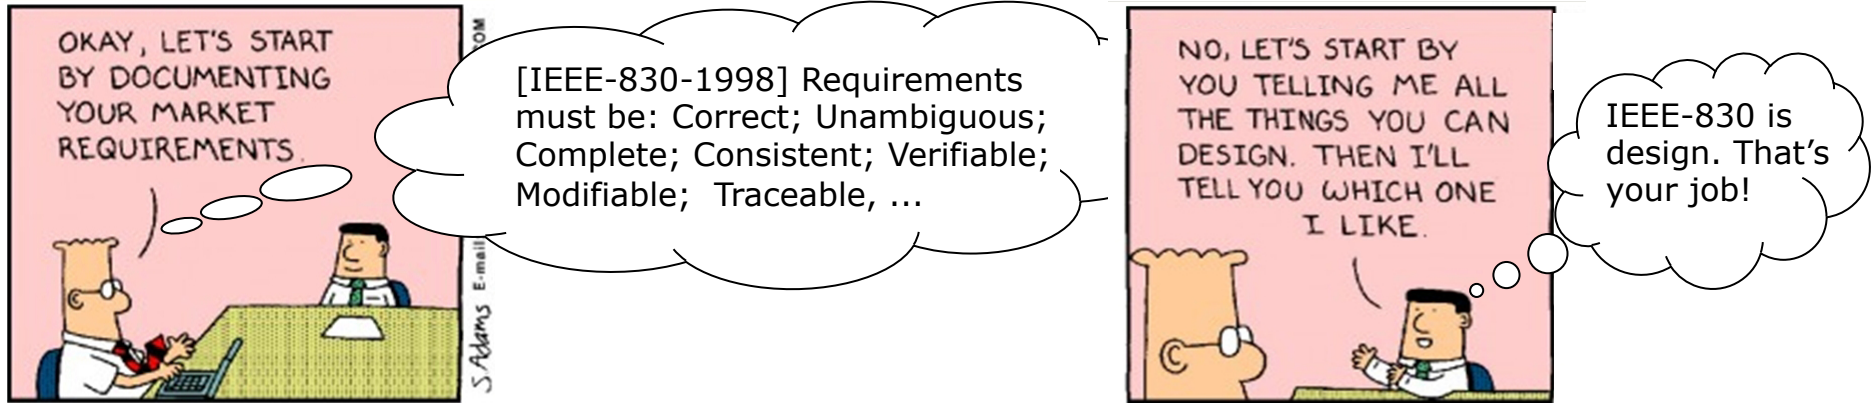 OKAY, LET'S START
BY DOCUMENTING
YOUR MARKET
REQUIREMENTS.
[IEEE-830-1998] Requirements
must be: Correct; Unambiguous;
Complete; Consistent; Verifiable;
Modifiable; Traceable, ...
S.Adams E-mail
OM
NO, LET'S START BY
YOU TELLING ME ALL
THE THINGS YOU CAN
DESIGN. THEN I'LL
TELL YOU WHICH ONE
I LIKE.
IEEE-830 is
design. That's
your job!